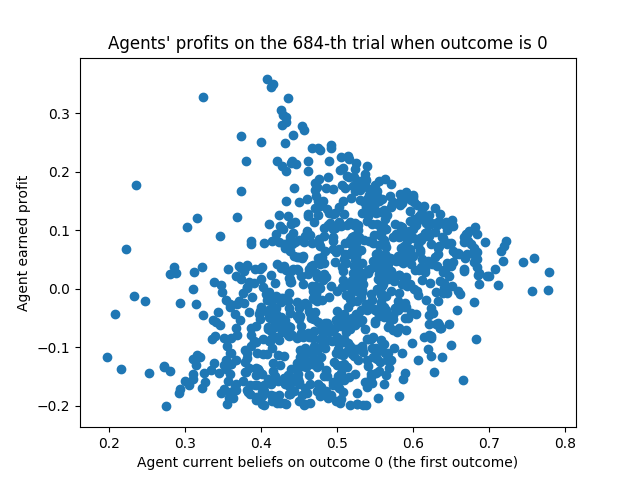 Agents' profits on the 684-th trial when outcome is 0
Agent earned profit
0.3
0.2
0.1
0.0
−0.1
−0.2
0.2 0.3 0.4 0.5 0.6 0.7 0.8
Agent current beliefs on outcome 0 (the first outcome)